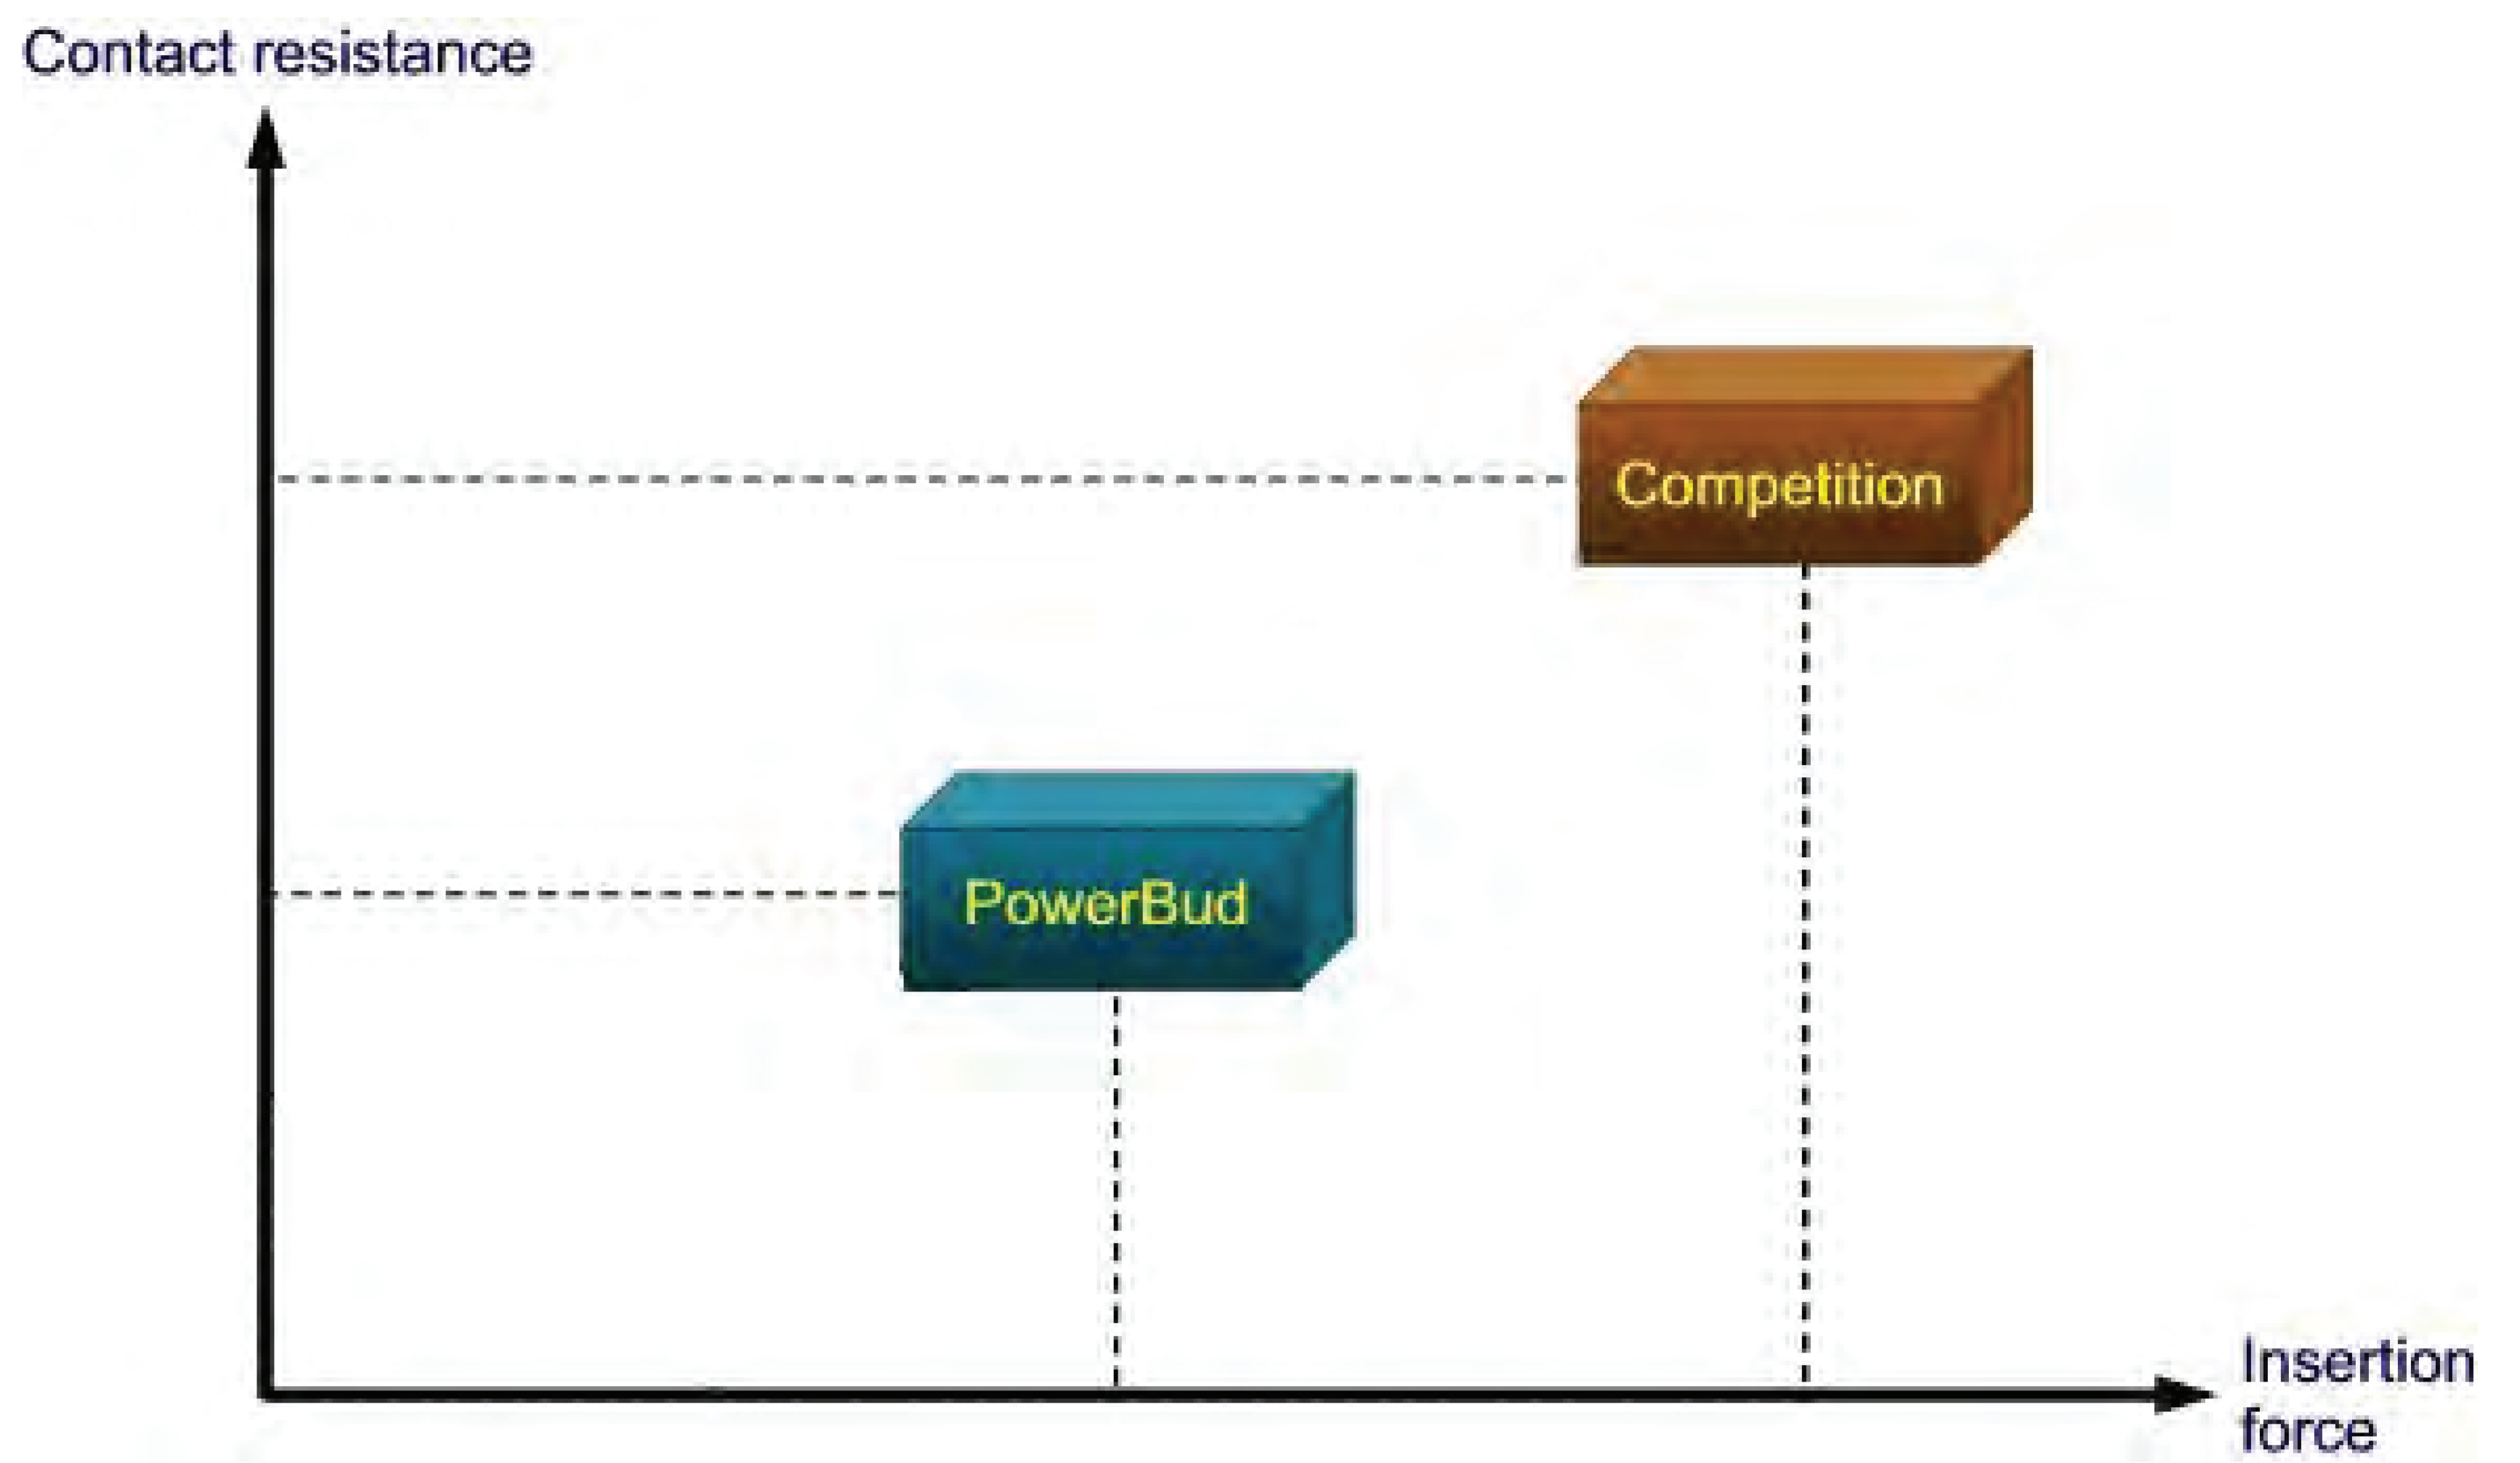 Contact resistance
Competition
PowerBud
Insertion
force